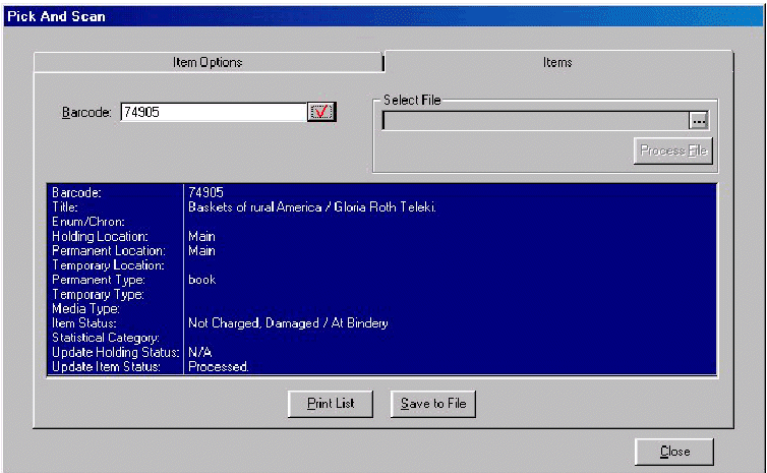 Pick And Scan
Item Options
Items
Barcode: 74905
Select File
...
Process File
Barcode: 74905
Title: Baskets of rural America / Gloria Roth Teleki.
Enum/Chron:
Holding Location: Main
Permanent Location: Main
Temporary Location:
Permanent Type: book
Temporary Type:
Media Type:
Item Status: Not Charged, Damaged / At Bindery
Statistical Category:
Update Holding Status: N/A
Update Item Status: Processed.
Print List
Save to File
Close